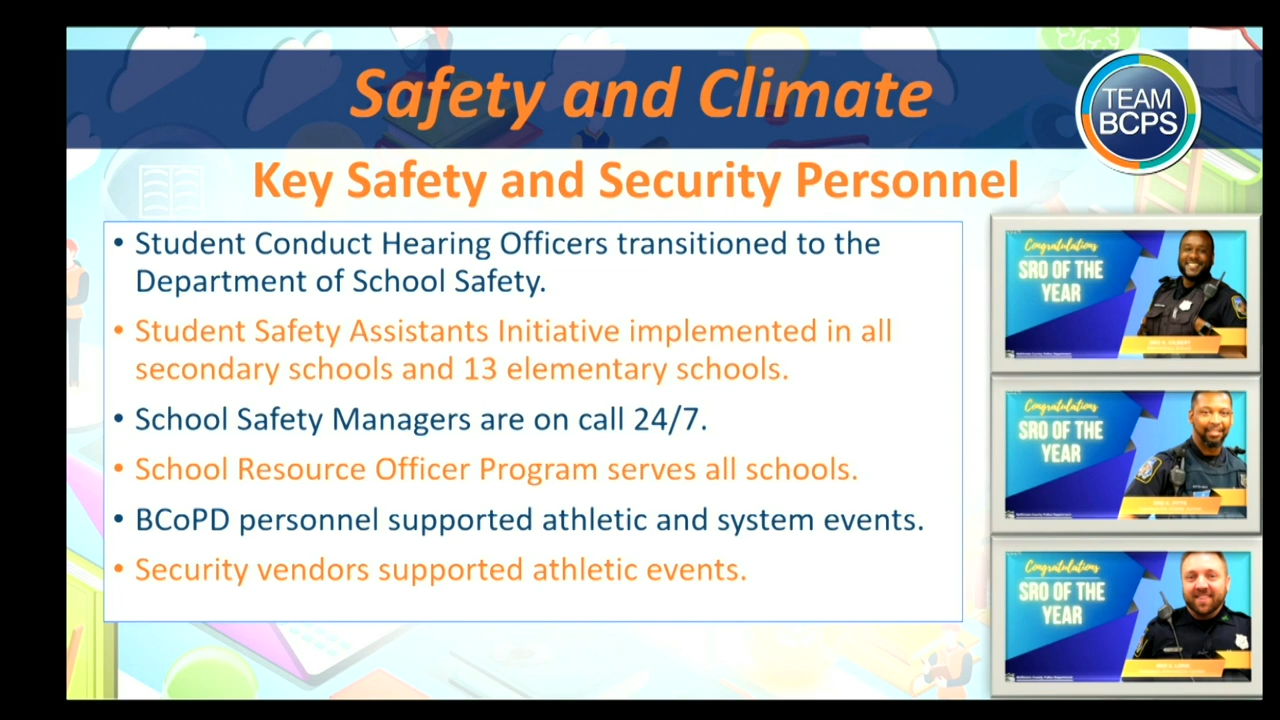 Safety and Climate
TEAM
BCPS
Key Safety and Security Personnel
• Student Conduct Hearing Officers transitioned to the
Department of School Safety.
• Student Safety Assistants Initiative implemented in all
secondary schools and 13 elementary schools.
• School Safety Managers are on call 24/7.
• School Resource Officer Program serves all schools.
• BCoPD personnel supported athletic and system events.
• Security vendors supported athletic events.
Congratulations
SRO OF THE
YEAR
Congratulations
SRO OF THE
YEAR
Congratulations
SRO OF THE
YEAR